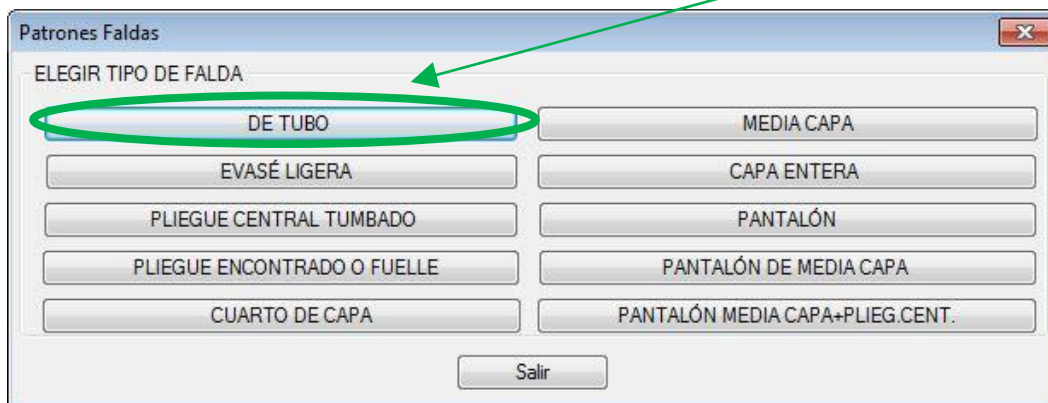 Patrones Faldas
ELEGIR TIPO DE FALDA
DE TUBO
MEDIA CAPA
EVASÉ LIGERA
CAPA ENTERA
PLIEGUE CENTRAL TUMBADO
PANTALÓN
PLIEGUE ENCONTRADO O FUELLE
PANTALÓN DE MEDIA CAPA
CUARTO DE CAPA
PANTALÓN MEDIA CAPA+PLIEG.CENT.
Salir